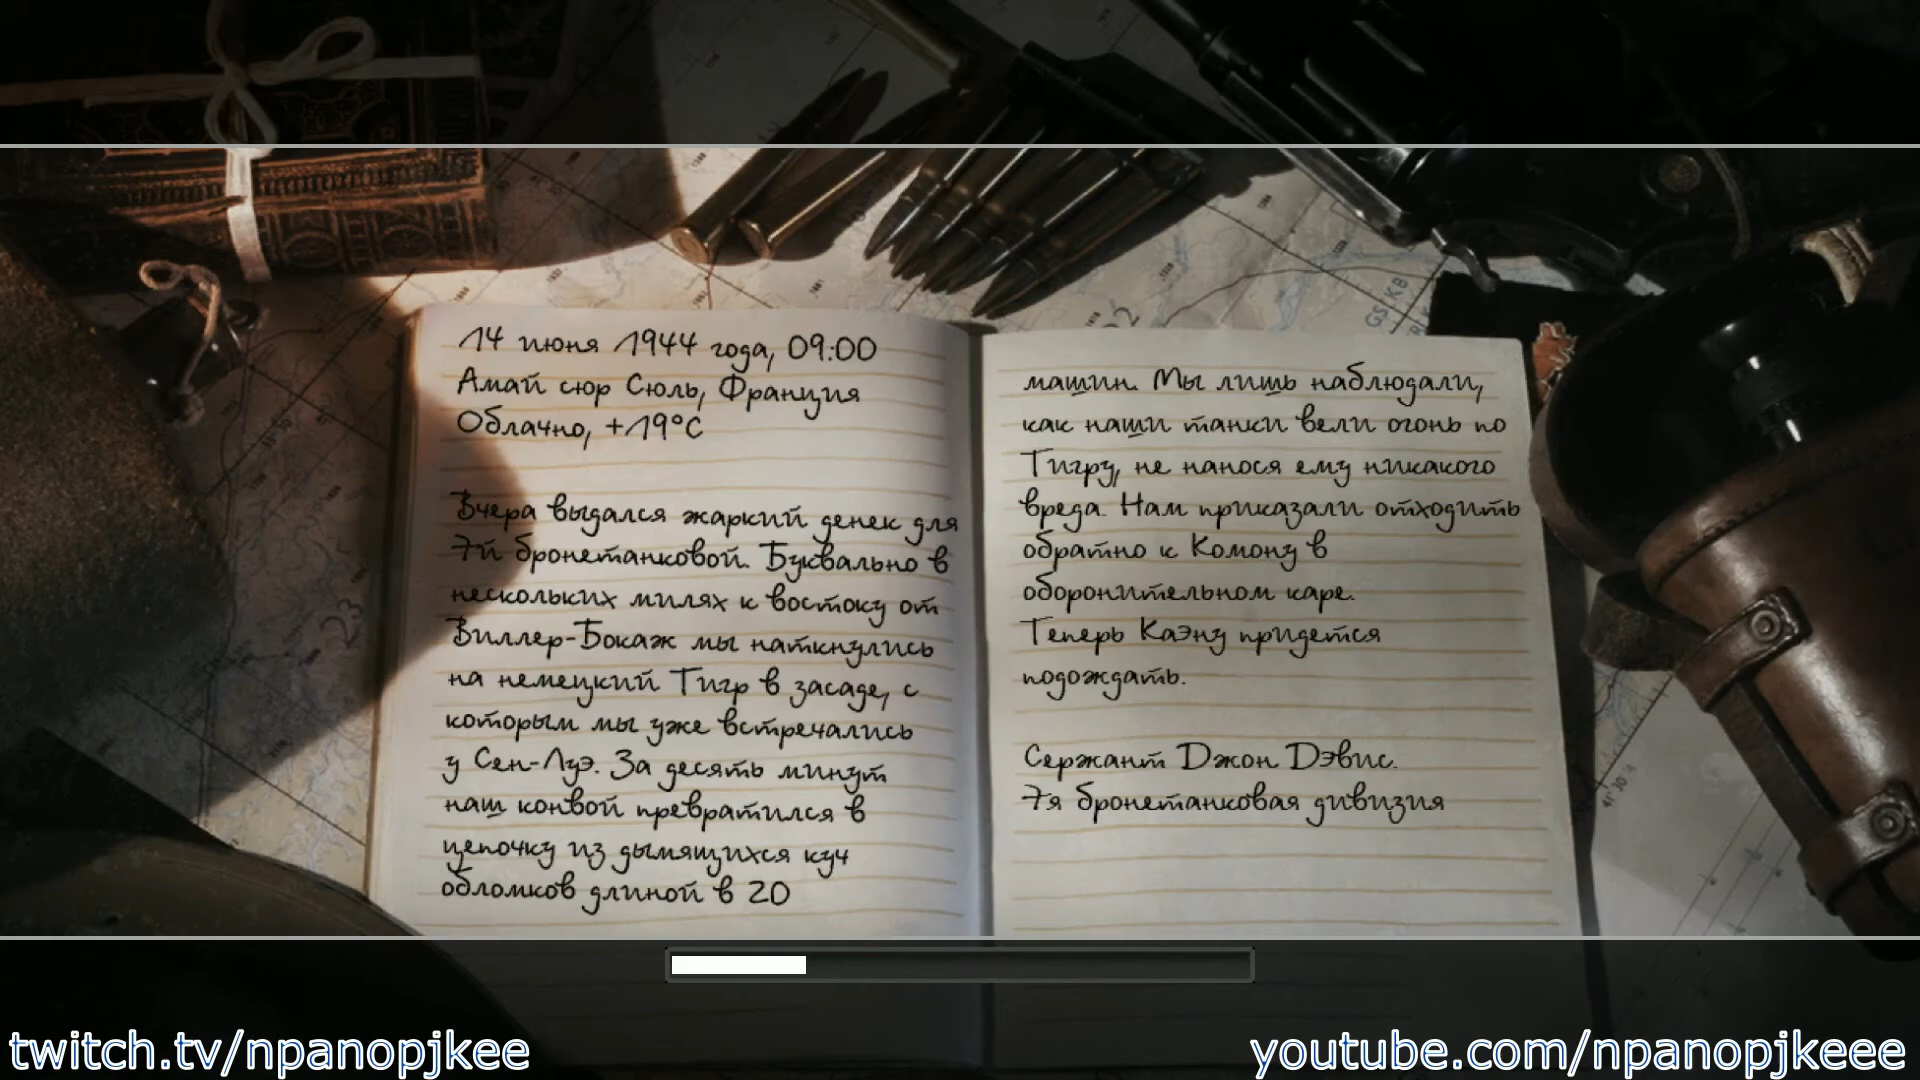 14 июня 1944 года, 09:00
Амай сюр Сюль, Франция
Облачно, +19°C
Вчера выдался жаркий денек для
7й бронетанковой. Буквально в
нескольких милях к востоку от
Виллер-Бокаж мы наткнулись
на немецкий Тигр в засаде, с
которым мы уже встречались
у Сен-Луэ. За десять минут
наш конвой превратился в
цепочку из дымящихся куч
обломков длиной в 20
машин. Мы лишь наблюдали,
как наши танки вели огонь по
Тигру, не нанося ему никакого
вреда. Нам приказали отходить
обратно к Комону в
оборонительном каре.
Теперь Каэну придется
подождать.
Сержант Джон Дэвис.
7я бронетанковая дивизия
GSKB
23
twitch.tv/npanopjkee
youtube.com/npanopjkeee